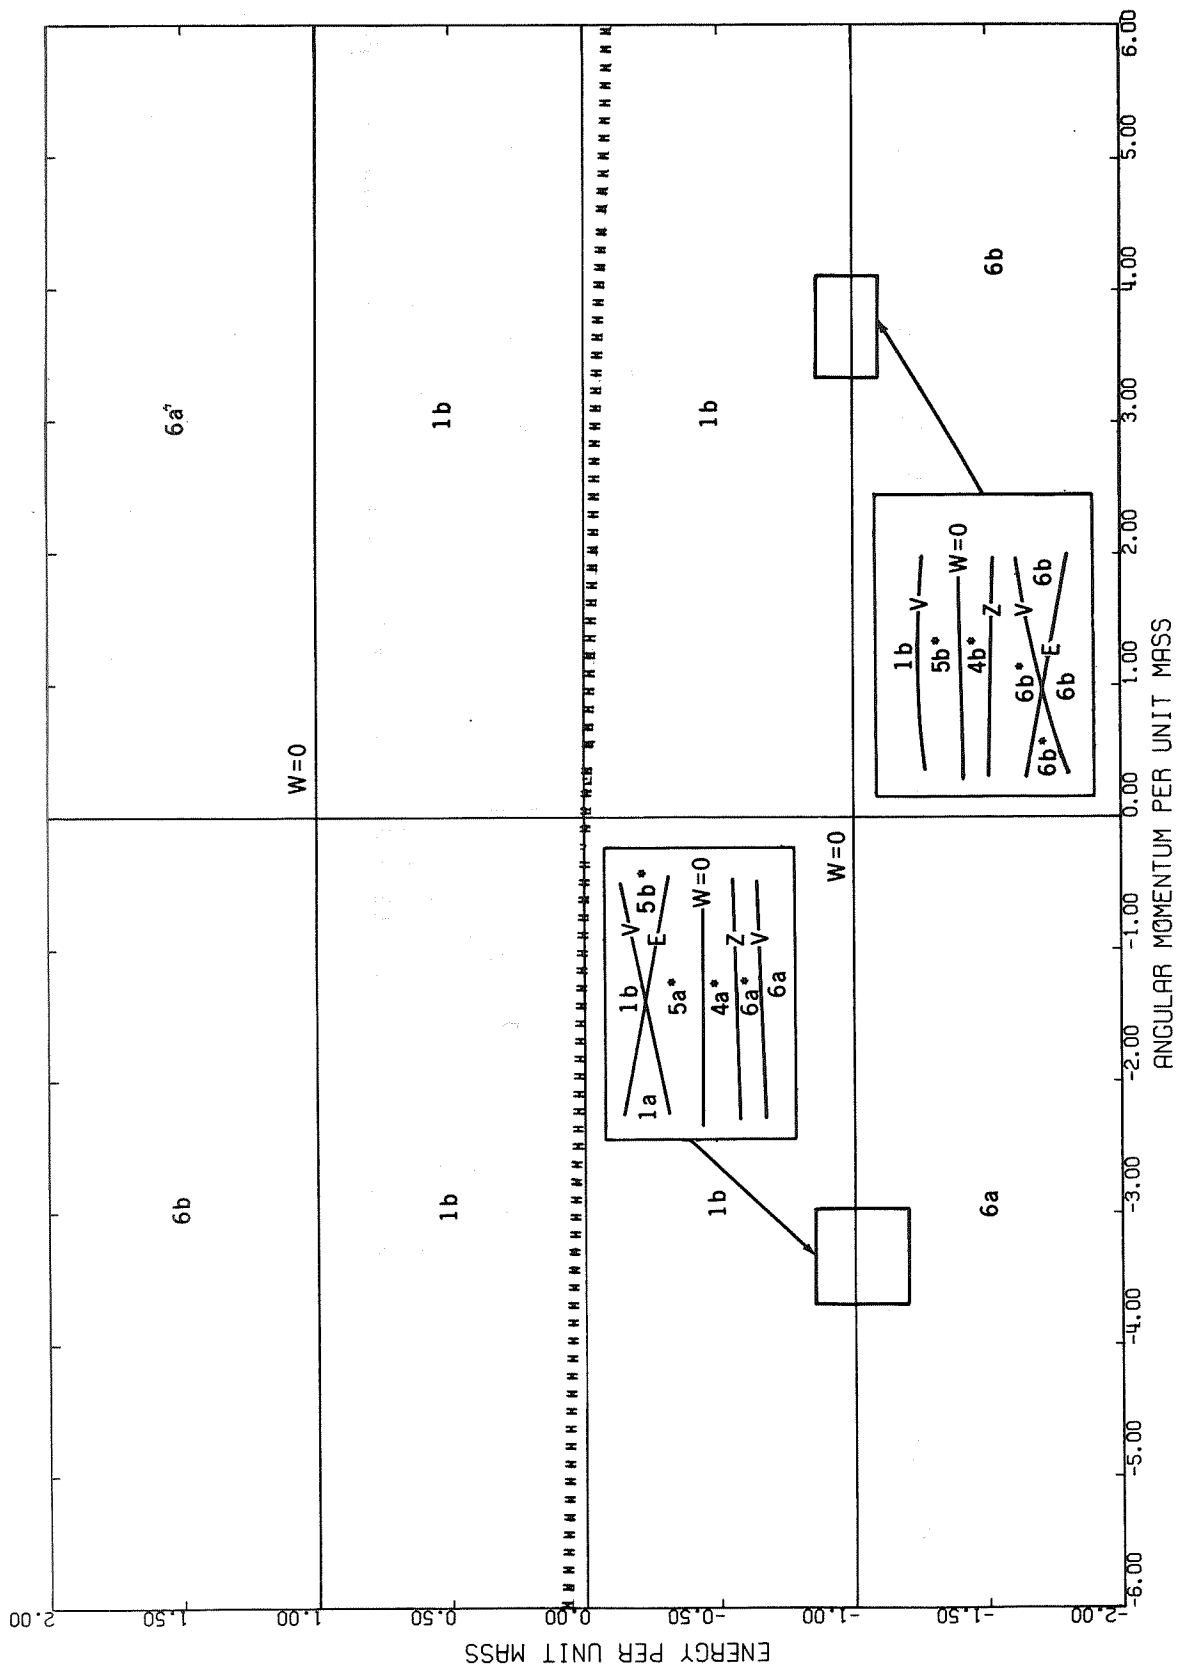 2.00
1.50
1.00
0.50
0.00
-0.50
-1.00
-1.50
-2.00
ENERGY PER UNIT MASS
6b
6a
W=0
1b
1b
1b
1b
1b
V
1a
5b*
E
5a*
W=0
4a*
Z
6a*
V
6a
W=0
1b
V
5b*
W=0
4b*
Z
6b*
V
6b*
E
6b
6b
6a
6b
-6.00
-5.00
-4.00
-3.00
-2.00
-1.00
0.00
1.00
2.00
3.00
4.00
5.00
6.00
ANGULAR MOMENTUM PER UNIT MASS